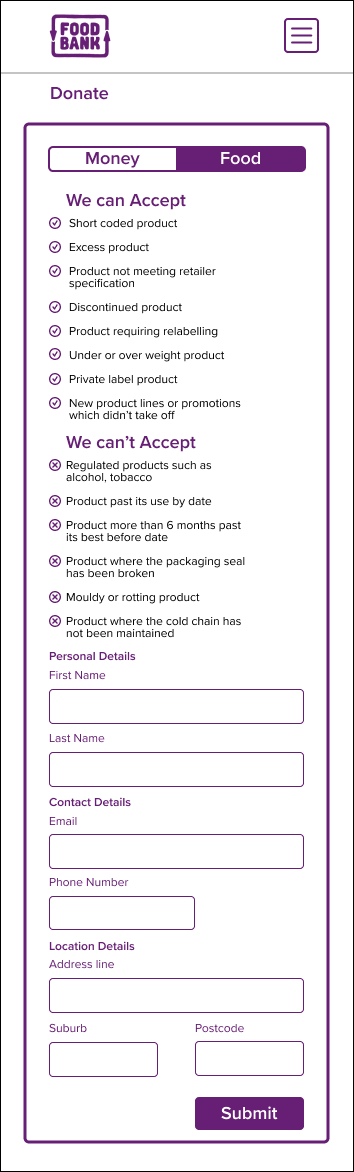 FOOD
BANK
Donate
Money Food
We can Accept
Short coded product
Excess product
Product not meeting retailer
specification
Discontinued product
Product requiring relabelling
Under or over weight product
Private label product
New product lines or promotions
which didn’t take off
We can’t Accept
Regulated products such as
alcohol, tobacco
Product past its use by date
Product more than 6 months past
its best before date
Product where the packaging seal
has been broken
Mouldy or rotting product
Product where the cold chain has
not been maintained
Personal Details
First Name
Last Name
Contact Details
Email
Phone Number
Location Details
Address line
Suburb Postcode
Submit